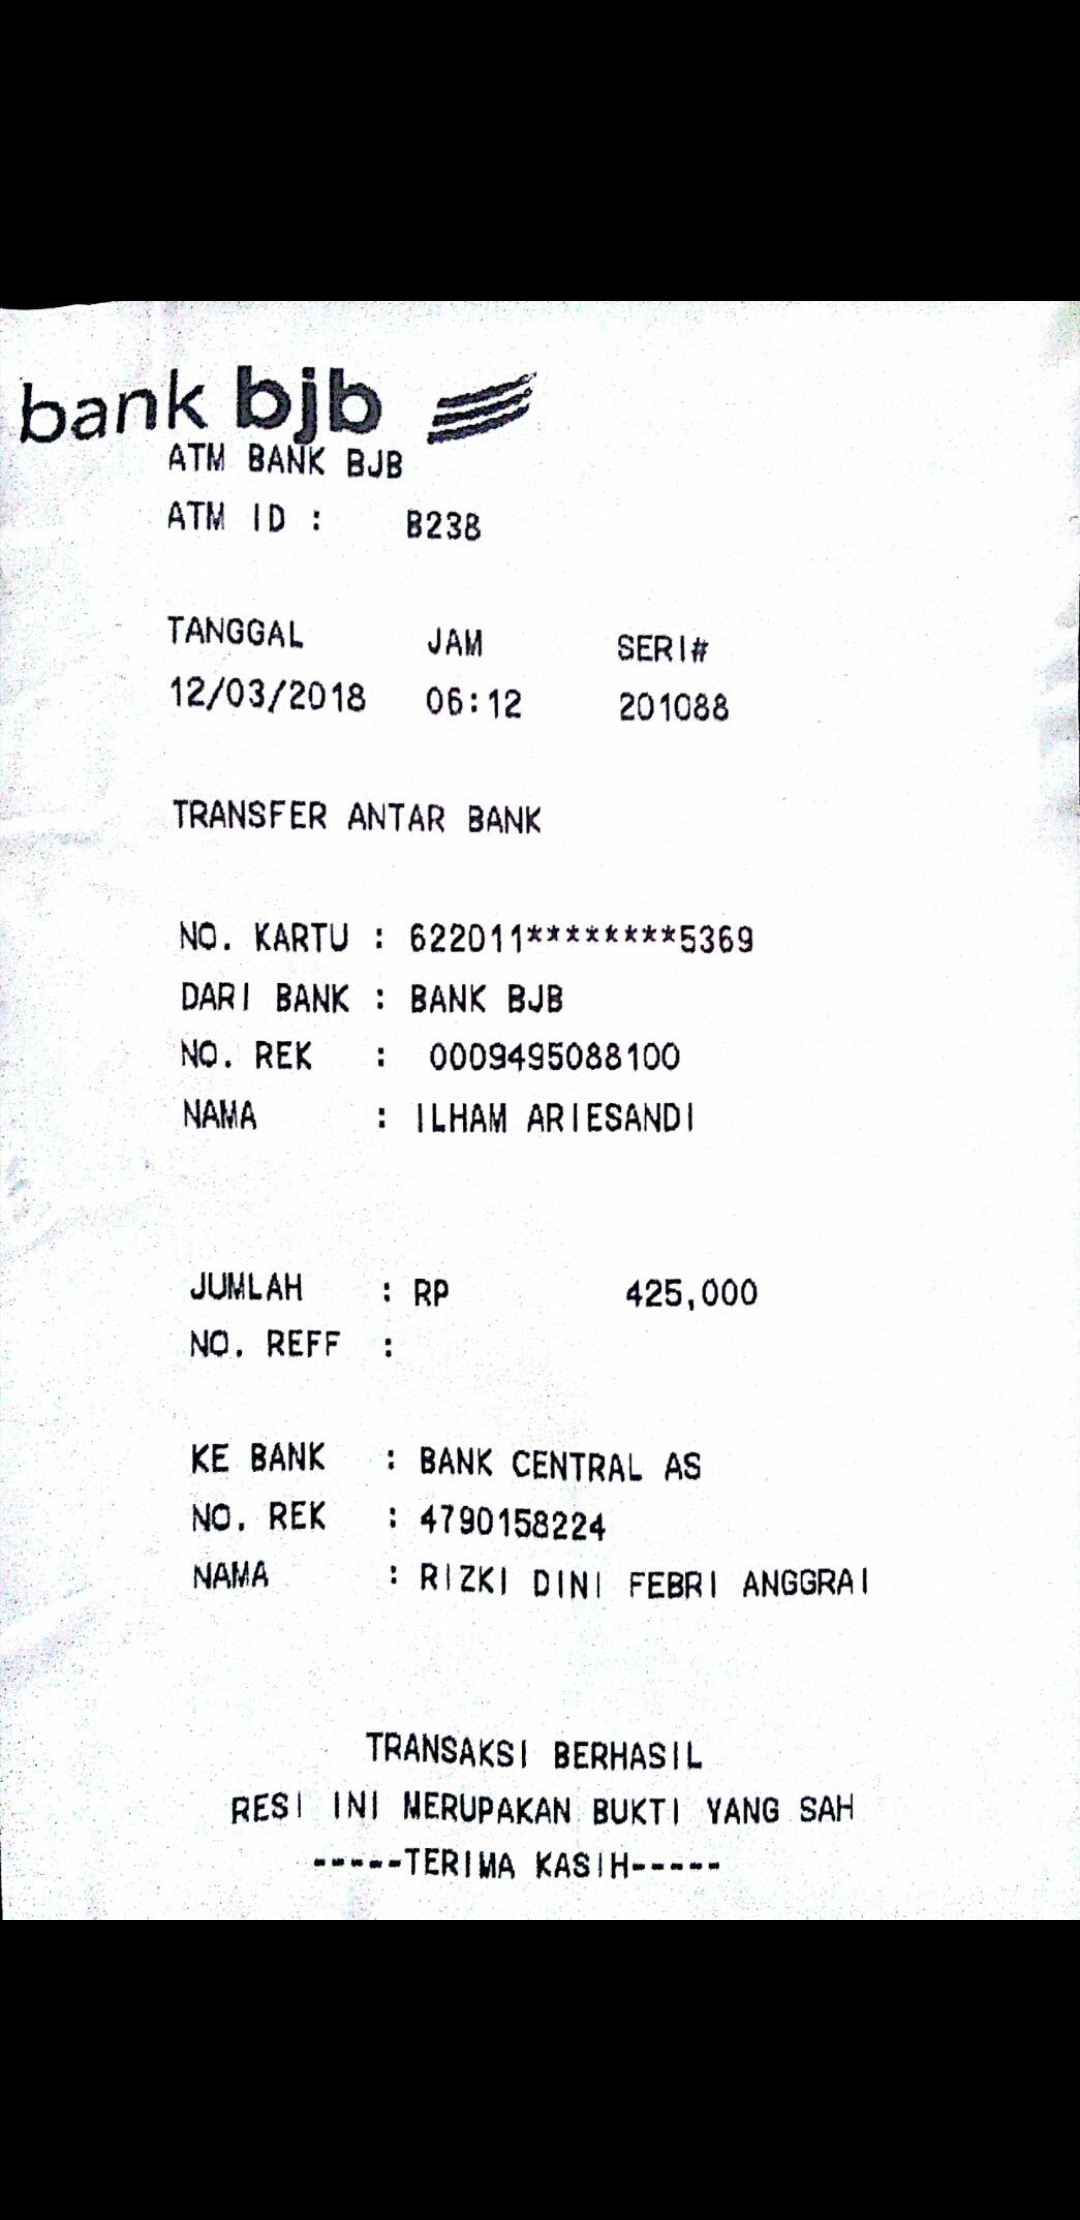 bank bjb
ATM BANK BJB
ATM ID : B238
TANGGAL JAM SERI#
12/03/2018 06:12 201088
TRANSFER ANTAR BANK
NO. KARTU : 622011********5369
DARI BANK : BANK BJB
NO. REK : 0009495088100
NAMA : ILHAM ARIESANDI
JUMLAH : RP 425,000
NO. REFF :
KE BANK : BANK CENTRAL AS
NO. REK : 4790158224
NAMA : RIZKI DINI FEBRI ANGGRAI
TRANSAKSI BERHASIL
RESI INI MERUPAKAN BUKTI YANG SAH
-----TERIMA KASIH-----